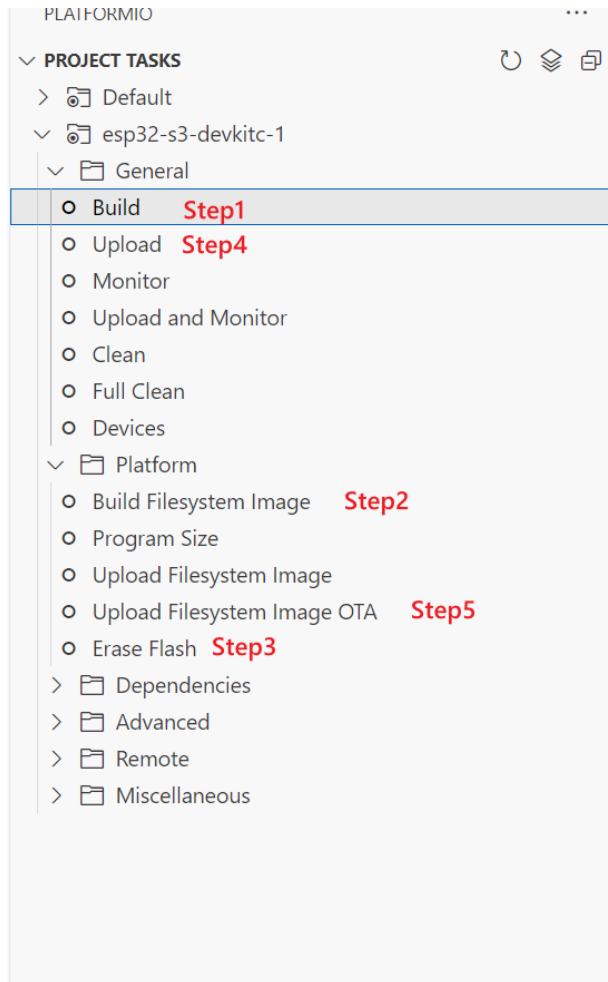 PLATFORMIO
PROJECT TASKS
Default
esp32-s3-devkitc-1
General
Build Step1
Upload Step4
Monitor
Upload and Monitor
Clean
Full Clean
Devices
Platform
Build Filesystem Image Step2
Program Size
Upload Filesystem Image
Upload Filesystem Image OTA Step5
Erase Flash Step3
Dependencies
Advanced
Remote
Miscellaneous